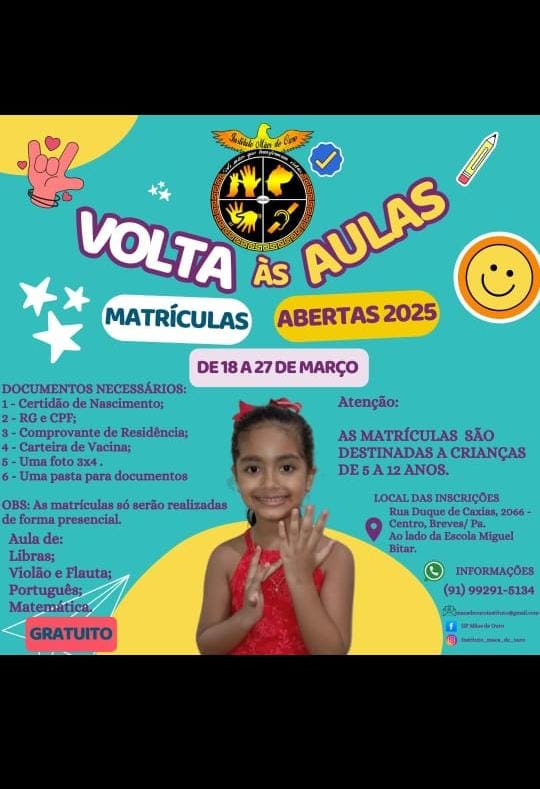 Instituto Mãos de Ouro
VOLTA ÀS AULAS
MATRÍCULAS ABERTAS 2025
DE 18 A 27 DE MARÇO
DOCUMENTOS NECESSÁRIOS:
1 - Certidão de Nascimento;
2 - RG e CPF;
3 - Comprovante de Residência;
4 - Carteira de Vacina;
5 - Uma foto 3x4 .
6 - Uma pasta para documentos
OBS: As matrículas só serão realizadas
de forma presencial.
Aula de:
Libras;
Violão e Flauta;
Português;
Matemática.
GRATUITO
Atenção:
AS MATRÍCULAS SÃO
DESTINADAS A CRIANÇAS
DE 5 A 12 ANOS.
LOCAL DAS INSCRIÇÕES
Rua Duque de Caxias, 2066 -
Centro, Breves/ Pa.
Ao lado da Escola Miguel
Bitar.
INFORMAÇÕES
(91) 99291-5134
Mãos de Ouro